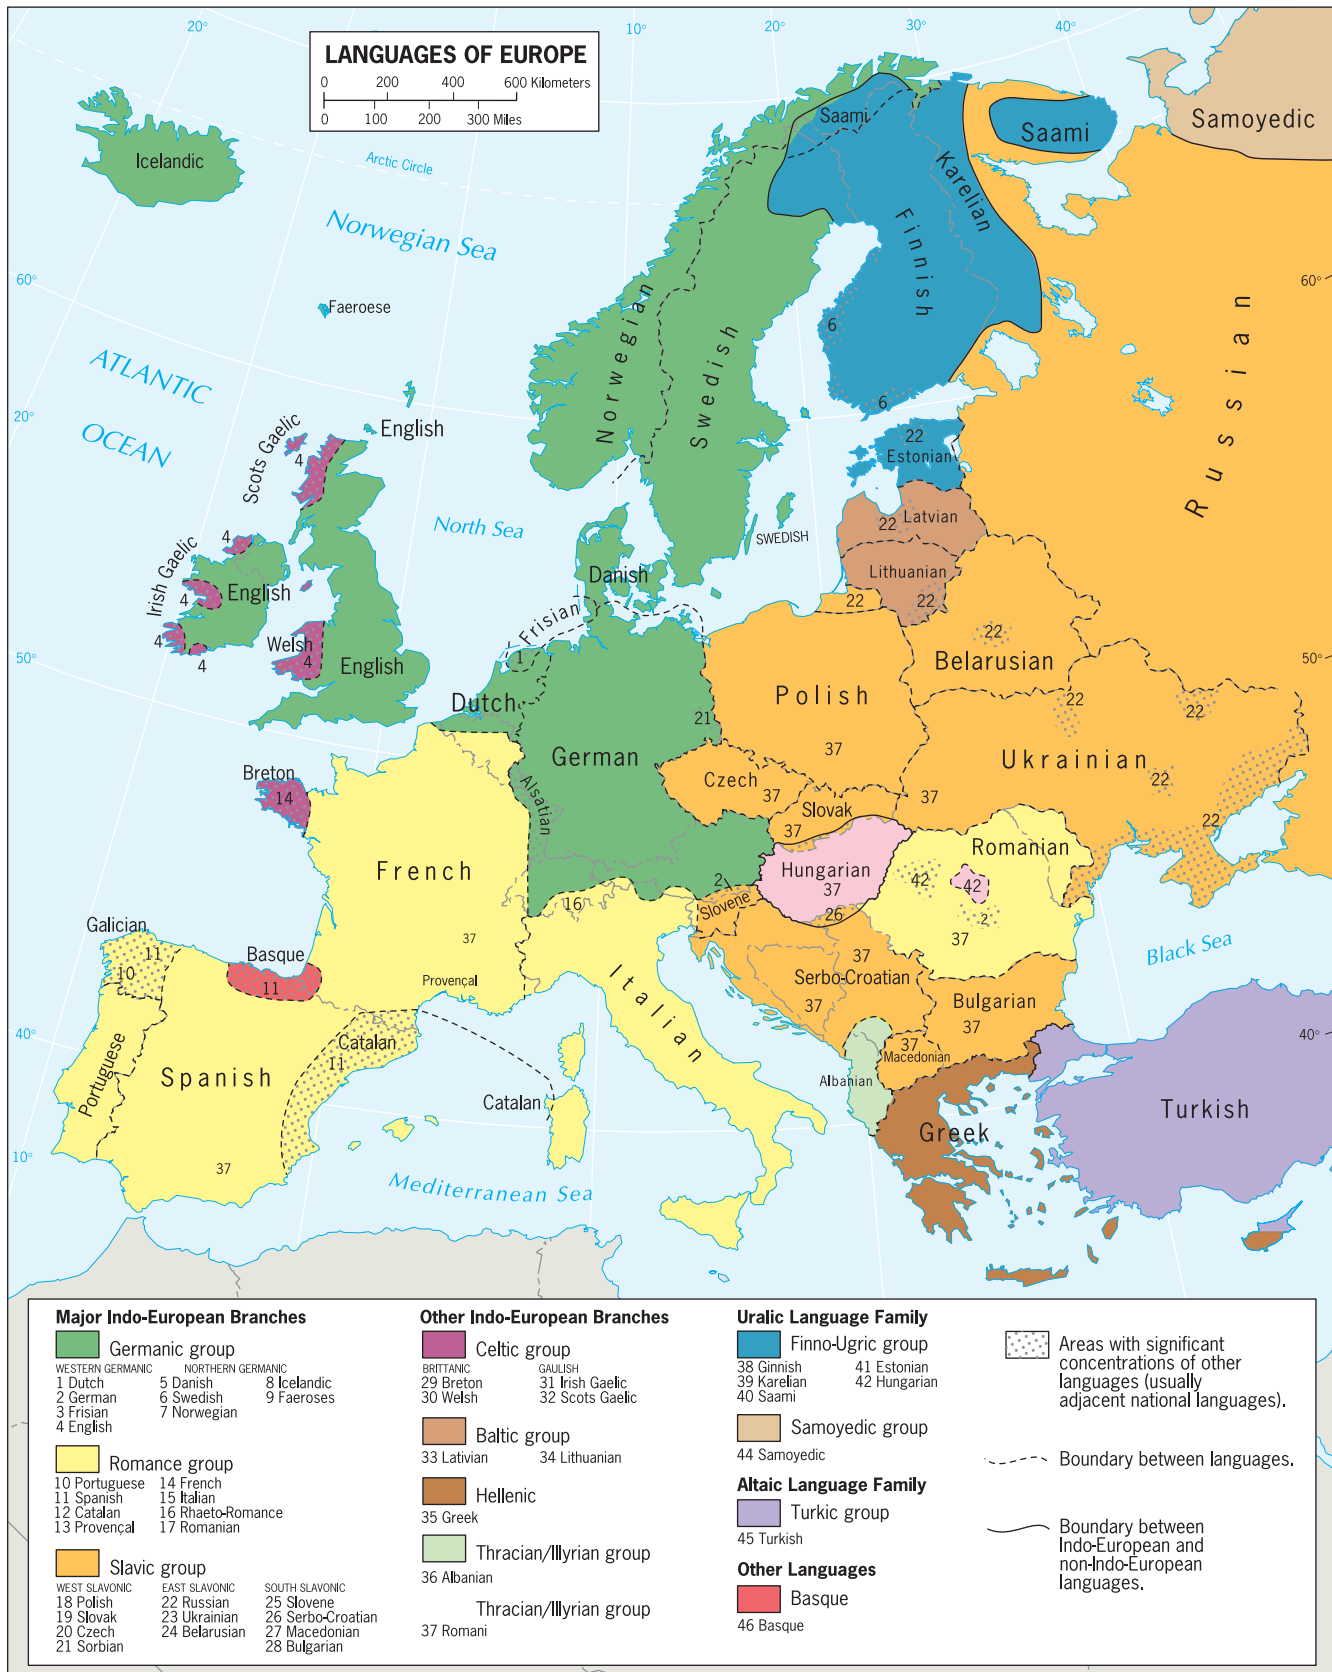 20°
10°
20°
30°
40°
LANGUAGES OF EUROPE
0 200 400 600 Kilometers
0 100 200 300 Miles
Icelandic
Arctic Circle
Norwegian Sea
Saami
Saami
Samoyedic
Karelian
Finnish
60°
60°
Faeroese
Norwegian
Swedish
Russian
6
6
ATLANTIC
OCEAN
20°
Scots Gaelic
4
English
22
Estonian
North Sea
SWEDISH
22
Latvian
Lithuanian
22
22
4
Irish Gaelic
4
English
4
4
Welsh
4
English
Danish
Frisian
1
Dutch
50°
50°
22
Belarusian
Polish
37
21
German
Alsatian
22
22
Ukrainian
22
22
37
Czech
37
Slovak
37
Breton
14
French
37
Provençal
Hungarian
37
Romanian
42
42
2
37
2
Slovene
26
16
Galician
11
10
Basque
11
Italian
37
Serbo-Croatian
37
Bulgarian
37
Black Sea
40°
40°
Portuguese
Spanish
37
Catalan
11
Catalan
37
Macedonian
Albanian
Greek
Turkish
10°
Mediterranean Sea
Major Indo-European Branches
Germanic group
WESTERN GERMANIC NORTHERN GERMANIC
1 Dutch 5 Danish 8 Icelandic
2 German 6 Swedish 9 Faeroses
3 Frisian 7 Norwegian
4 English
Romance group
10 Portuguese 14 French
11 Spanish 15 Italian
12 Catalan 16 Rhaeto-Romance
13 Provençal 17 Romanian
Slavic group
WEST SLAVONIC EAST SLAVONIC SOUTH SLAVONIC
18 Polish 22 Russian 25 Slovene
19 Slovak 23 Ukrainian 26 Serbo-Croatian
20 Czech 24 Belarusian 27 Macedonian
21 Sorbian 28 Bulgarian
Other Indo-European Branches
Celtic group
BRITTANIC GAULISH
29 Breton 31 Irish Gaelic
30 Welsh 32 Scots Gaelic
Baltic group
33 Lativian 34 Lithuanian
Hellenic
35 Greek
Thracian/Illyrian group
36 Albanian
Thracian/Illyrian group
37 Romani
Uralic Language Family
Finno-Ugric group
38 Ginnish 41 Estonian
39 Karelian 42 Hungarian
40 Saami
Samoyedic group
44 Samoyedic
Altaic Language Family
Turkic group
45 Turkish
Other Languages
Basque
46 Basque
Areas with significant
concentrations of other
languages (usually
adjacent national languages).
Boundary between languages.
Boundary between
Indo-European and
non-Indo-European
languages.